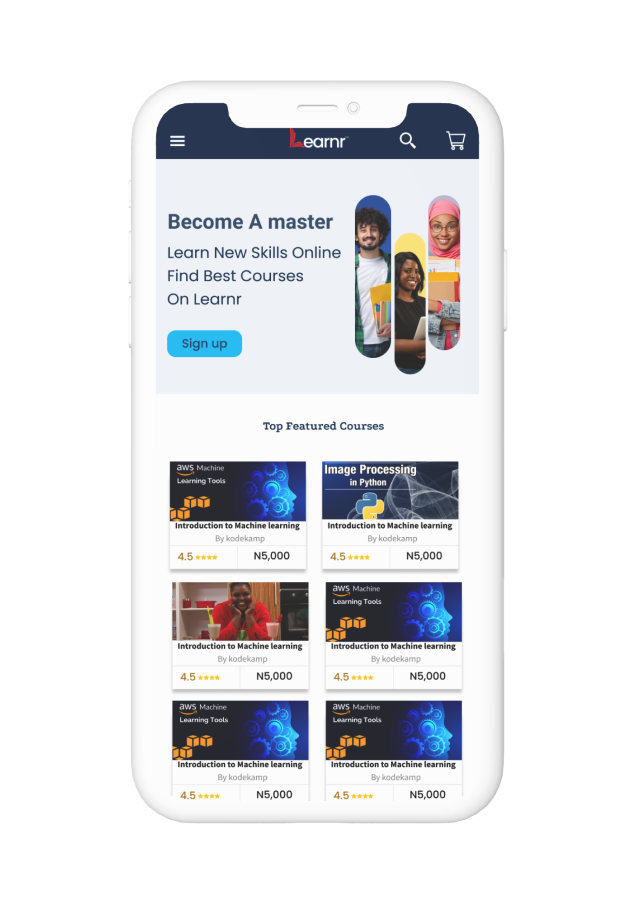 Learnr™
Become A master
Learn New Skills Online
Find Best Courses
On Learnr
Sign up
Top Featured Courses
aws Machine
Learning Tools
Introduction to Machine learning
By kodekamp
4.5 N5,000
Image Processing
in Python
Introduction to Machine learning
By kodekamp
4.5 N5,000
Introduction to Machine learning
By kodekamp
4.5 N5,000
aws Machine
Learning Tools
Introduction to Machine learning
By kodekamp
4.5 N5,000
aws Machine
Learning Tools
Introduction to Machine learning
By kodekamp
4.5 N5,000
aws Machine
Learning Tools
Introduction to Machine learning
By kodekamp
4.5 N5,000